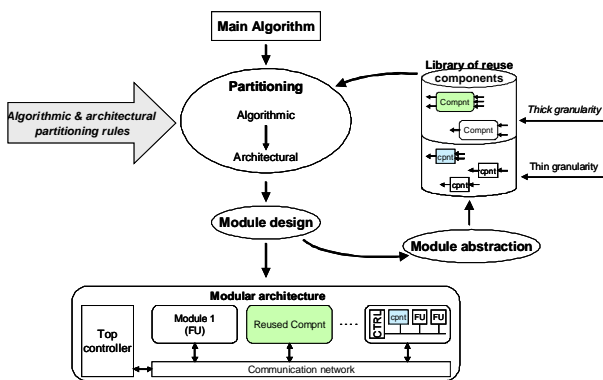 Main Algorithm
Library of reuse
components
Partitioning
Algorithmic
Architectural
Algorithmic & architectural
partitioning rules
Compnt
Compnt
cpnt
cpnt
cpnt
Thick granularity
Thin granularity
Module design
Module abstraction
Modular architecture
Top
controller
Module 1
(FU)
Reused Compnt
....
CTRL
cpnt
FU
FU
Communication network